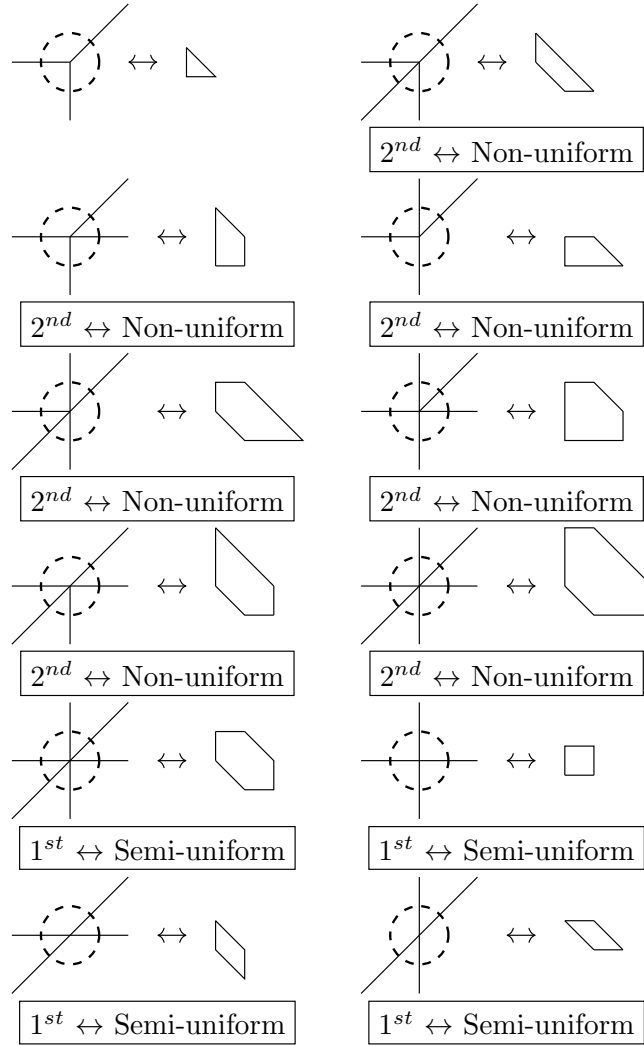 ↔ ↔
2^{nd} ↔ Non-uniform
↔ ↔
2^{nd} ↔ Non-uniform 2^{nd} ↔ Non-uniform
↔ ↔
2^{nd} ↔ Non-uniform 2^{nd} ↔ Non-uniform
↔ ↔
2^{nd} ↔ Non-uniform 2^{nd} ↔ Non-uniform
↔ ↔
1^{st} ↔ Semi-uniform 1^{st} ↔ Semi-uniform
↔ ↔
1^{st} ↔ Semi-uniform 1^{st} ↔ Semi-uniform